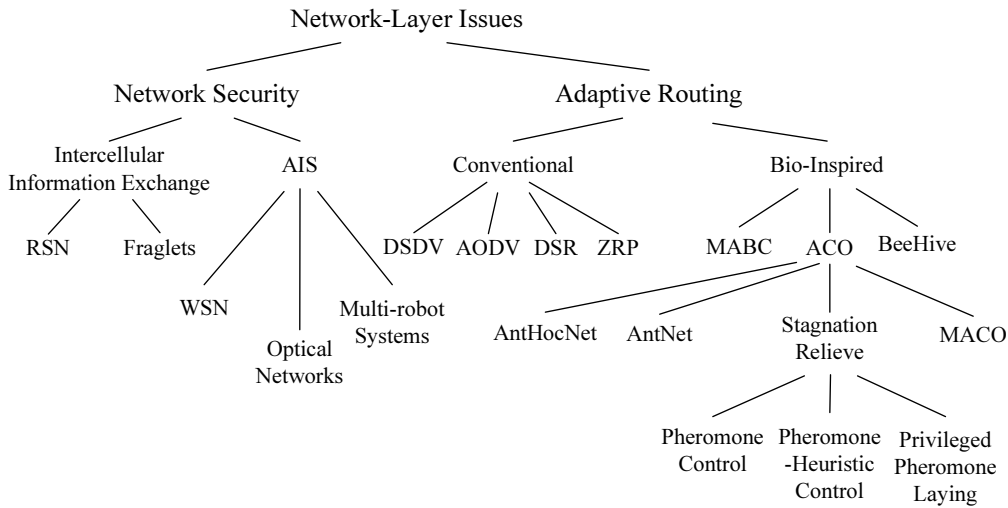 Network-Layer Issues
Network Security
Adaptive Routing
Intercellular
Information Exchange
AIS
Conventional
Bio-Inspired
RSN
Fraglets
DSDV
AODV
DSR
ZRP
MABC
ACO
BeeHive
WSN
Optical
Networks
Multi-robot
Systems
AntHocNet
AntNet
Stagnation
Relieve
MACO
Pheromone
Control
Pheromone
-Heuristic
Control
Privileged
Pheromone
Laying